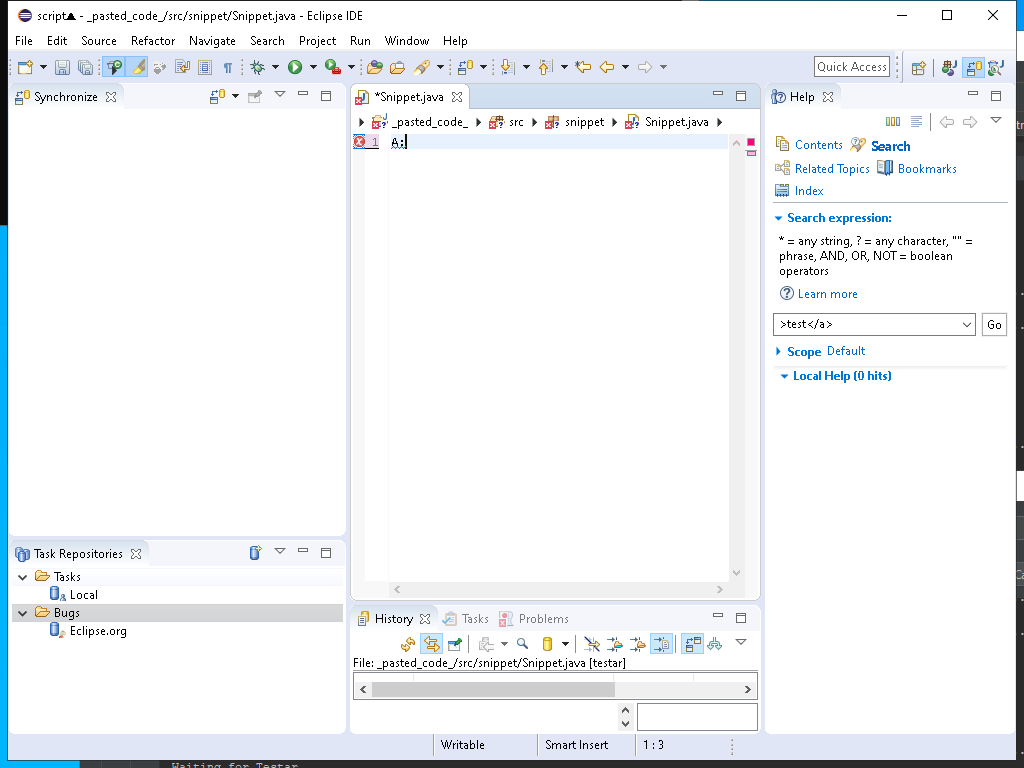 script▲ - _pasted_code_/src/snippet/Snippet.java - Eclipse IDE
File Edit Source Refactor Navigate Search Project Run Window Help
Quick Access
Synchronize
*Snippet.java
_pasted_code_ src snippet Snippet.java
1 A:
Help
Contents Search
Related Topics Bookmarks
Index
Search expression:
* = any string, ? = any character, "" =
phrase, AND, OR, NOT = boolean
operators
Learn more
>test</a>
Go
Scope Default
Local Help (0 hits)
Task Repositories
Tasks
Local
Bugs
Eclipse.org
History Tasks Problems
File: _pasted_code_/src/snippet/Snippet.java [testar]
Writable Smart Insert 1 : 3
Waiting for Testar